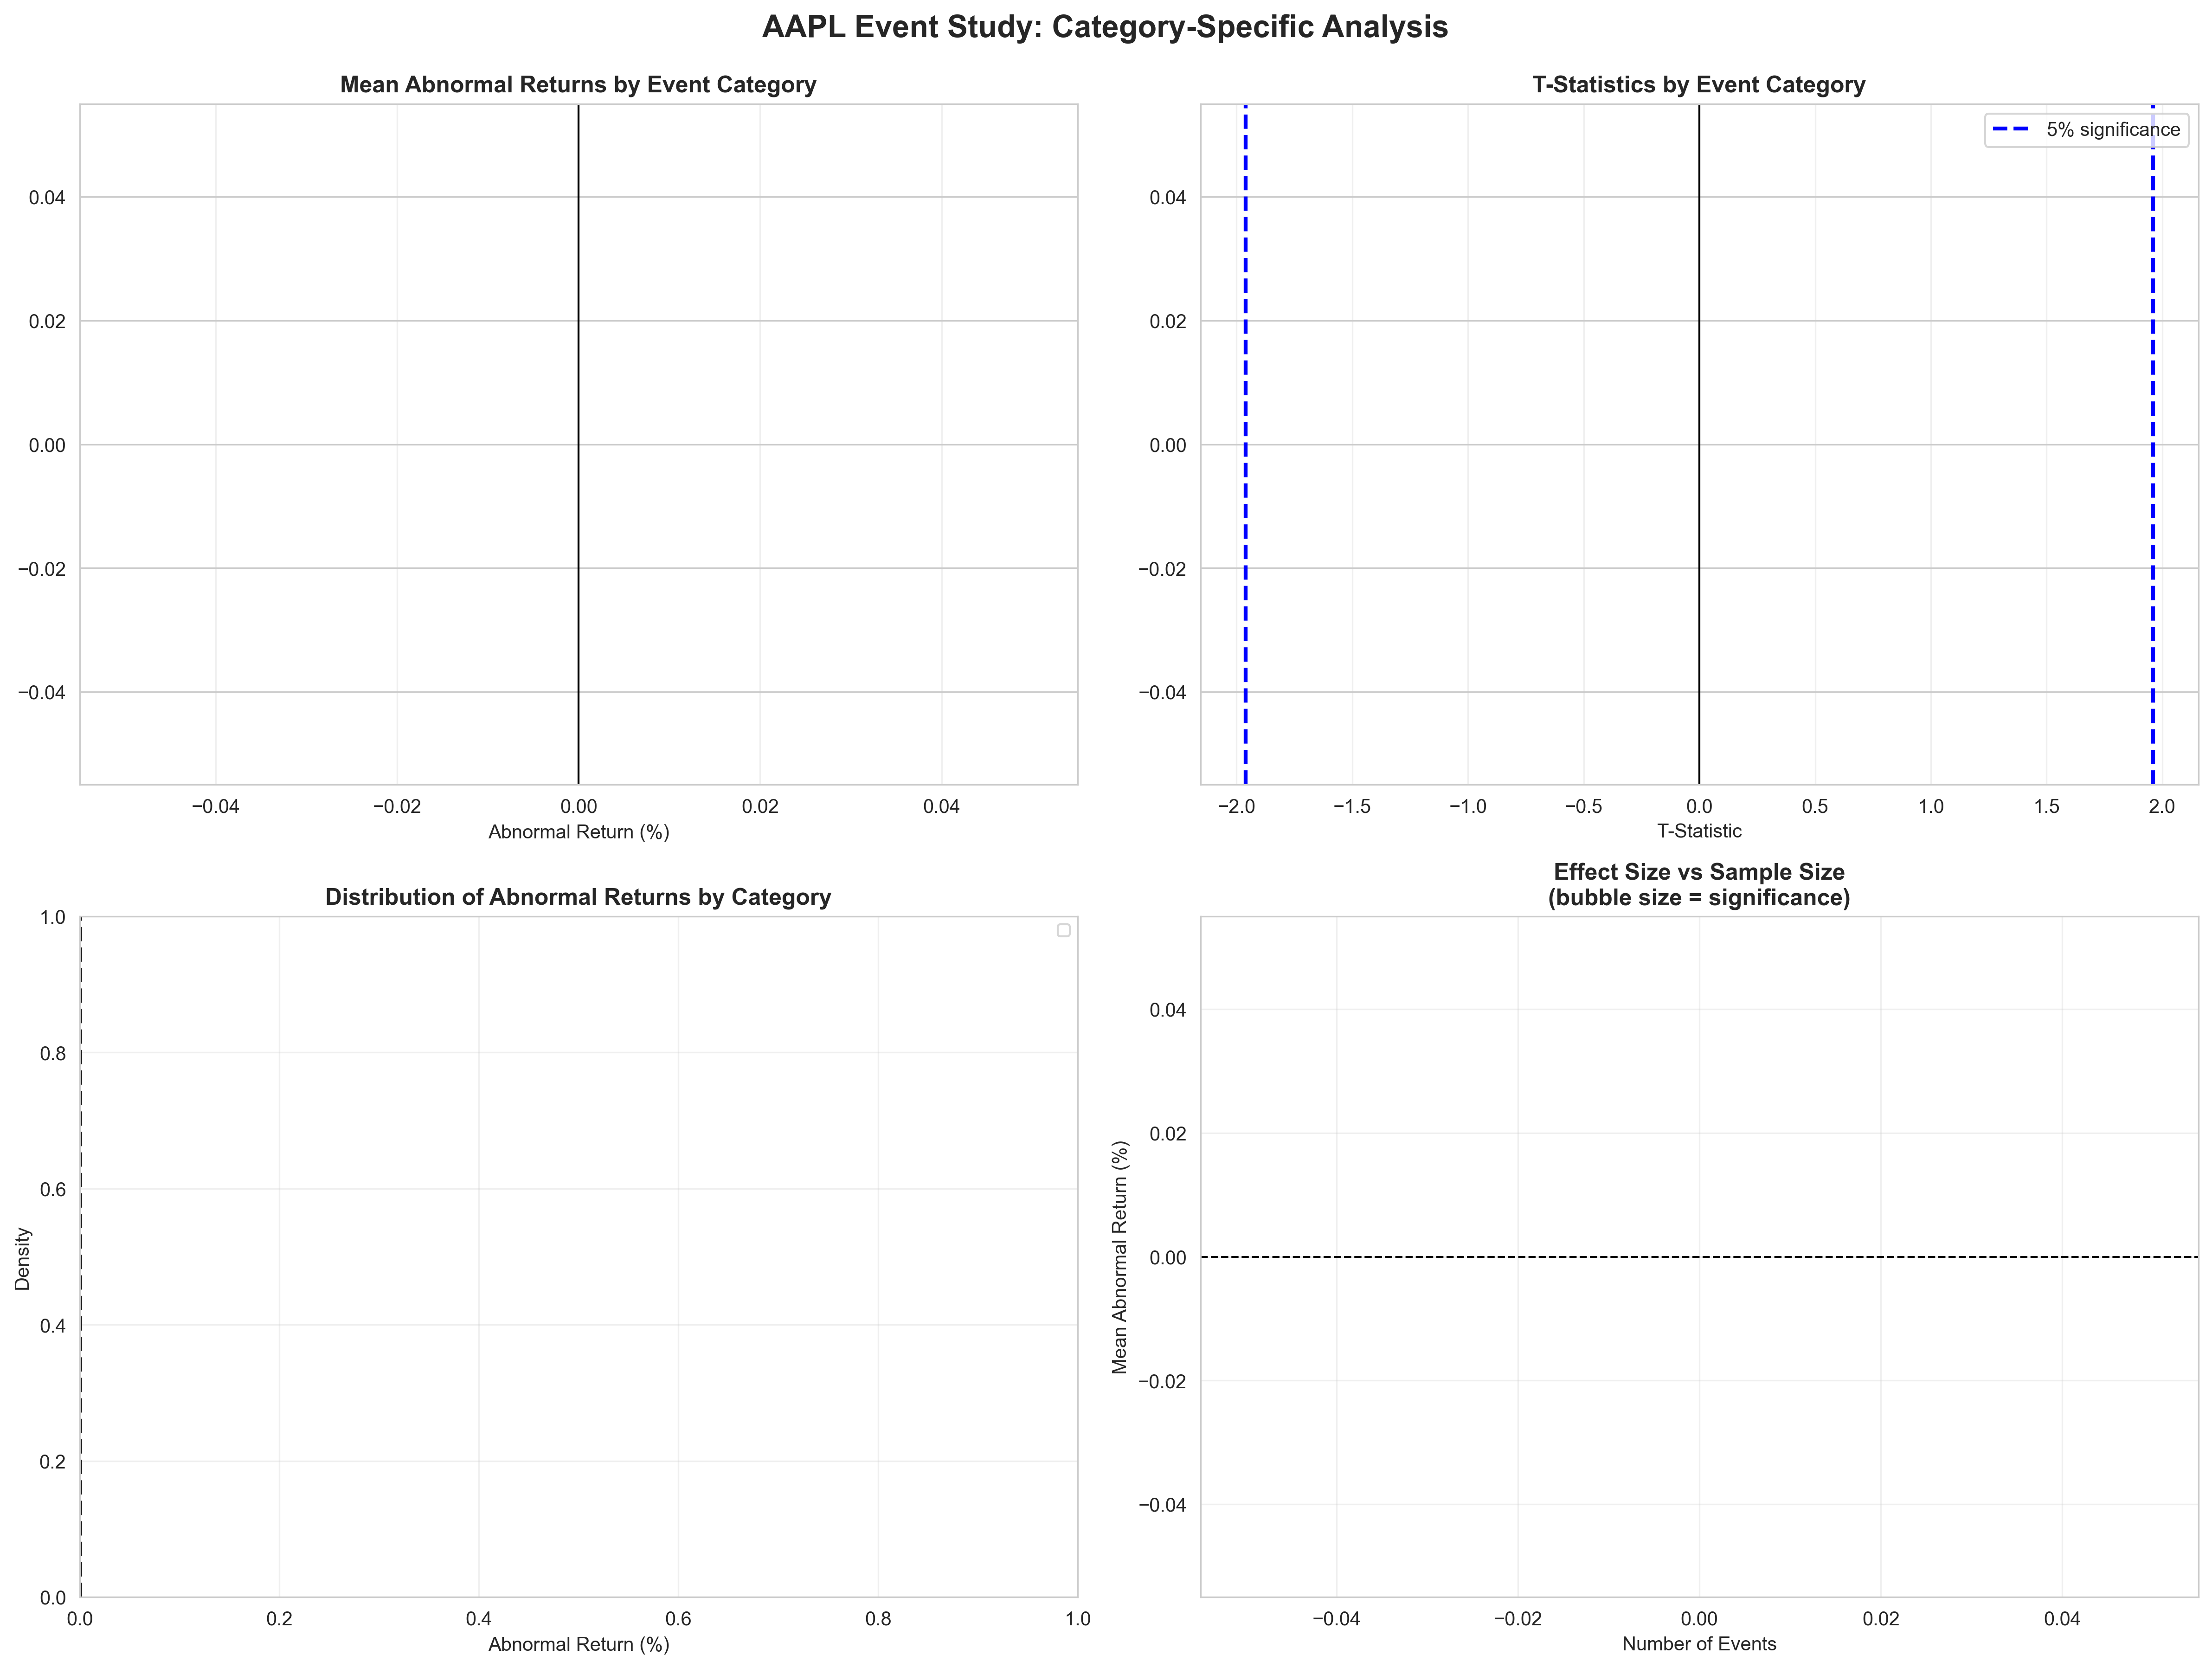 AAPL Event Study: Category-Specific Analysis
Mean Abnormal Returns by Event Category
0.04
0.02
0.00
−0.02
−0.04
−0.04 −0.02 0.00 0.02 0.04
Abnormal Return (%)
T-Statistics by Event Category
5% significance
0.04
0.02
0.00
−0.02
−0.04
−2.0 −1.5 −1.0 −0.5 0.0 0.5 1.0 1.5 2.0
T-Statistic
Distribution of Abnormal Returns by Category
1.0
0.8
0.6
0.4
0.2
0.0
Density
0.0 0.2 0.4 0.6 0.8 1.0
Abnormal Return (%)
Effect Size vs Sample Size
(bubble size = significance)
0.04
0.02
0.00
−0.02
−0.04
Mean Abnormal Return (%)
−0.04 −0.02 0.00 0.02 0.04
Number of Events